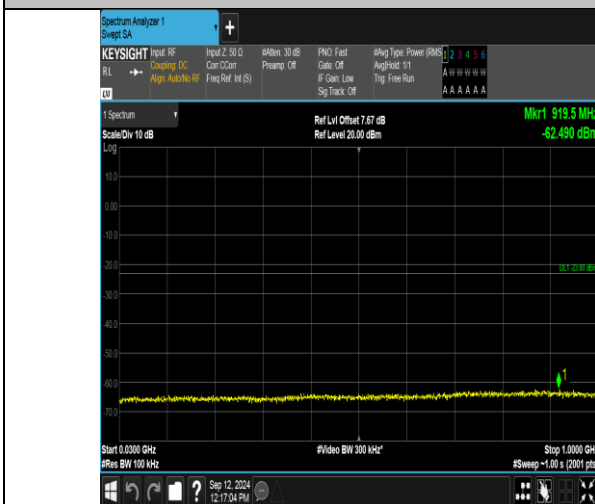 Spectrum Analyzer 1
Swept SA
+
KEYSIGHT
RL
Input: RF
Coupling: DC
Align: Auto/No RF
Input Z: 50 Ω
Corr CCorr
Freq Ref: Int (S)
#Atten: 30 dB
Preamp: Off
PNO: Fast
Gate: Off
IF Gain: Low
Sig Track: Off
#Avg Type: Power (RMS
Avg|Hold: 1/1
Trig: Free Run
1 2 3 4 5 6
A W W W W W
A A A A A A
1 Spectrum
Scale/Div 10 dB
Log
Ref Lvl Offset 7.67 dB
Ref Level 20.00 dBm
Mkr1 919.5 MHz
-62.490 dBm
10.0
0.00
-10.0
-20.0
DL1 -23.00 dBm
-30.0
-40.0
-50.0
-60.0
1
-70.0
Start 0.0300 GHz
#Res BW 100 kHz
#Video BW 300 kHz*
Stop 1.0000 GHz
#Sweep ~1.00 s (2001 pts
?
Sep 12, 2024
12:17:04 PM